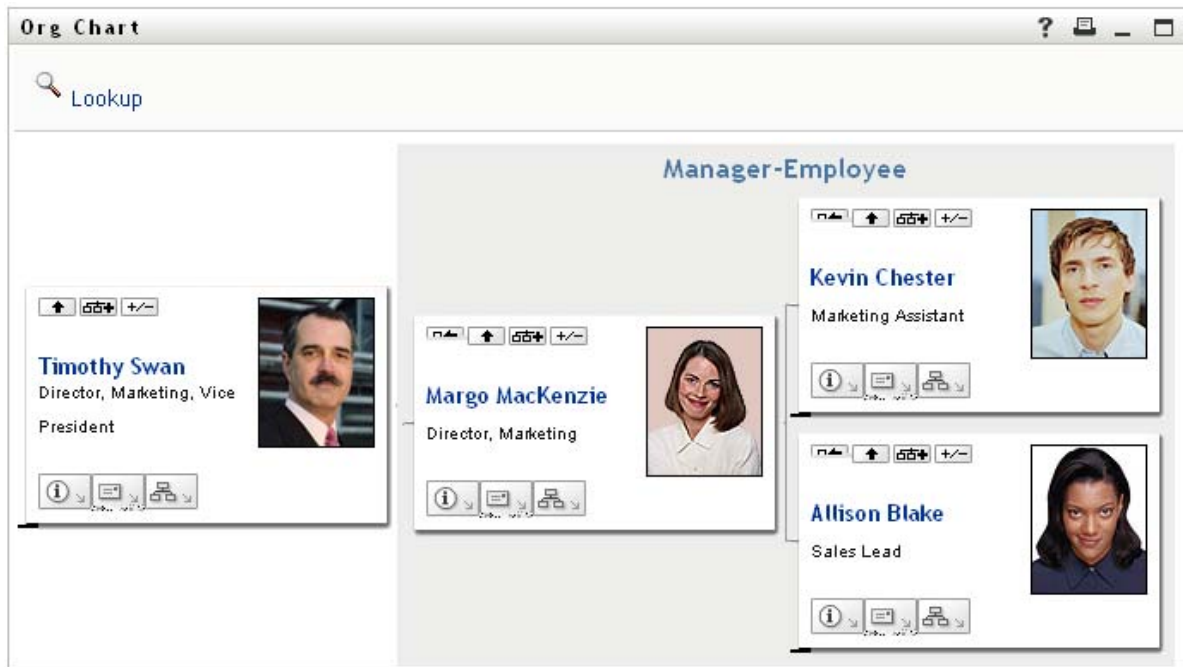 Org Chart
?
Lookup
Manager-Employee
+/−
Timothy Swan
Director, Marketing, Vice
President
+/−
Margo MacKenzie
Director, Marketing
+/−
Kevin Chester
Marketing Assistant
+/−
Allison Blake
Sales Lead